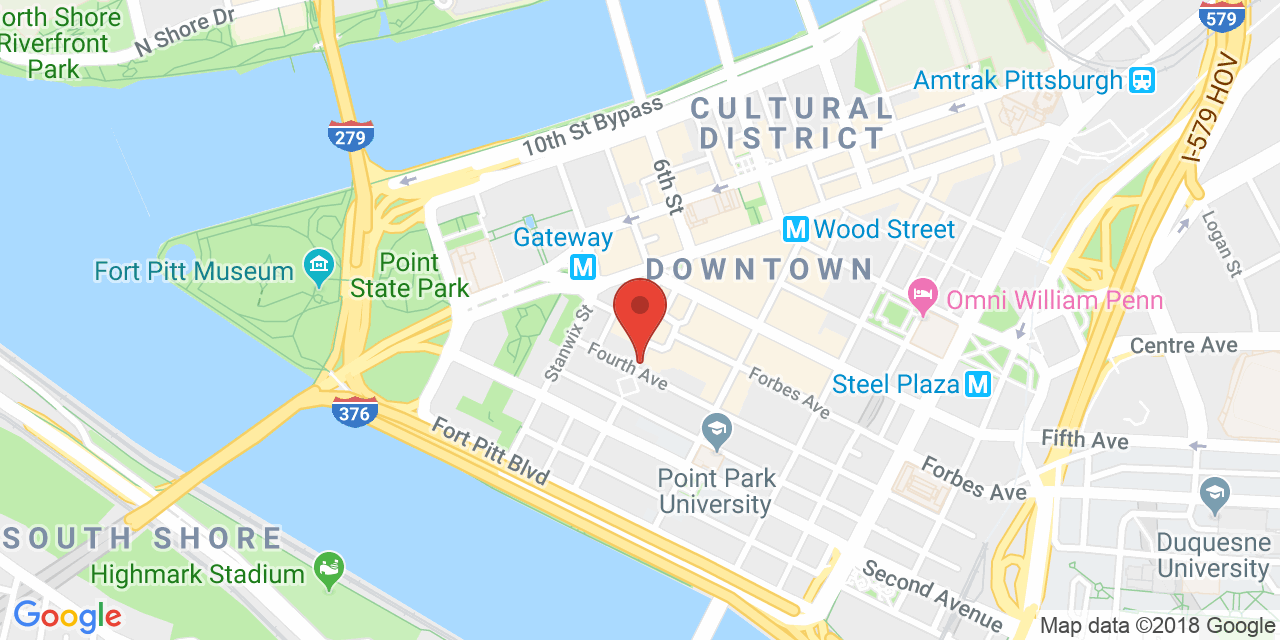 orth Shore
Riverfront
Park
N Shore Dr
279
10th St Bypass
6th St
CULTURAL
DISTRICT
Amtrak Pittsburgh
579
I-579 HOV
Logan St
Gateway
M
M Wood Street
Fort Pitt Museum
Point
State Park
DOWNTOWN
Omni William Penn
Centre Ave
Stanwix St
Fourth Ave
Forbes Ave
Steel Plaza M
376
Fort Pitt Blvd
Fifth Ave
Point Park
University
Forbes Ave
Duquesne
University
SOUTH SHORE
Highmark Stadium
Second Avenue
Google
Map data ©2018 Google